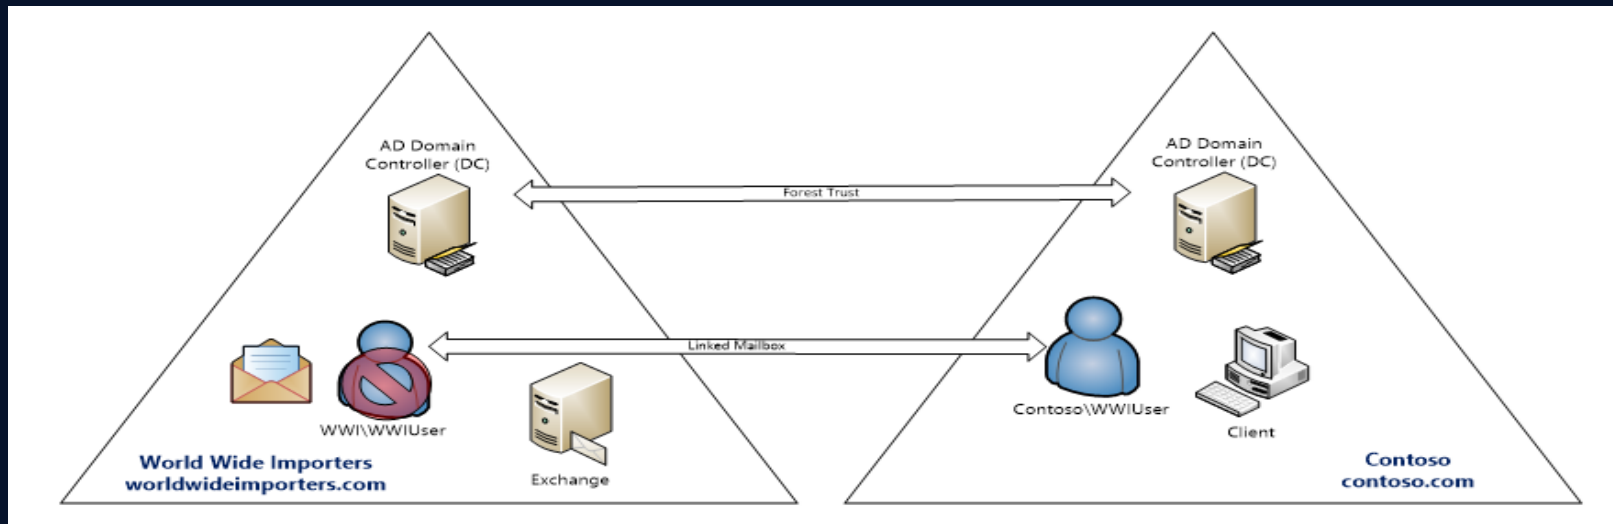 AD Domain
Controller (DC)
Forest Trust
AD Domain
Controller (DC)
Linked Mailbox
WWI\WWIUser
Exchange
World Wide Importers
worldwideimporters.com
Contoso\WWIUser
Client
Contoso
contoso.com